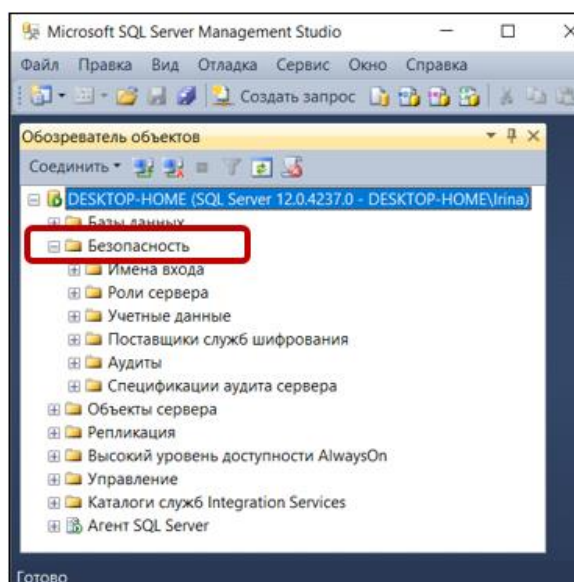 Microsoft SQL Server Management Studio
Файл Правка Вид Отладка Сервис Окно Справка
Создать запрос
Обозреватель объектов
Соединить
DESKTOP-HOME (SQL Server 12.0.4237.0 - DESKTOP-HOME\Irina)
Базы данных
Безопасность
Имена входа
Роли сервера
Учетные данные
Поставщики служб шифрования
Аудиты
Спецификации аудита сервера
Объекты сервера
Репликация
Высокий уровень доступности AlwaysOn
Управление
Каталоги служб Integration Services
Агент SQL Server
Готово